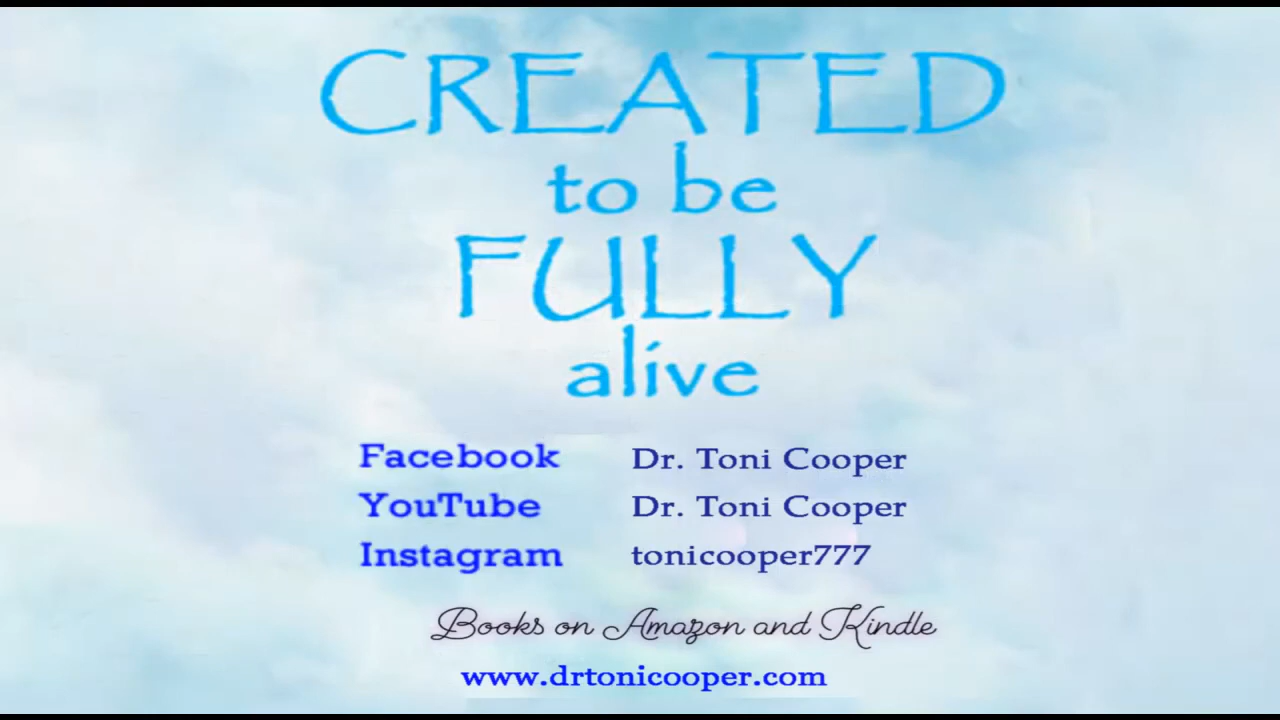 CREATED
to be
FULLY
alive
Facebook Dr. Toni Cooper
YouTube Dr. Toni Cooper
Instagram tonicooper777
Books on Amazon and Kindle
www.drtonicooper.com